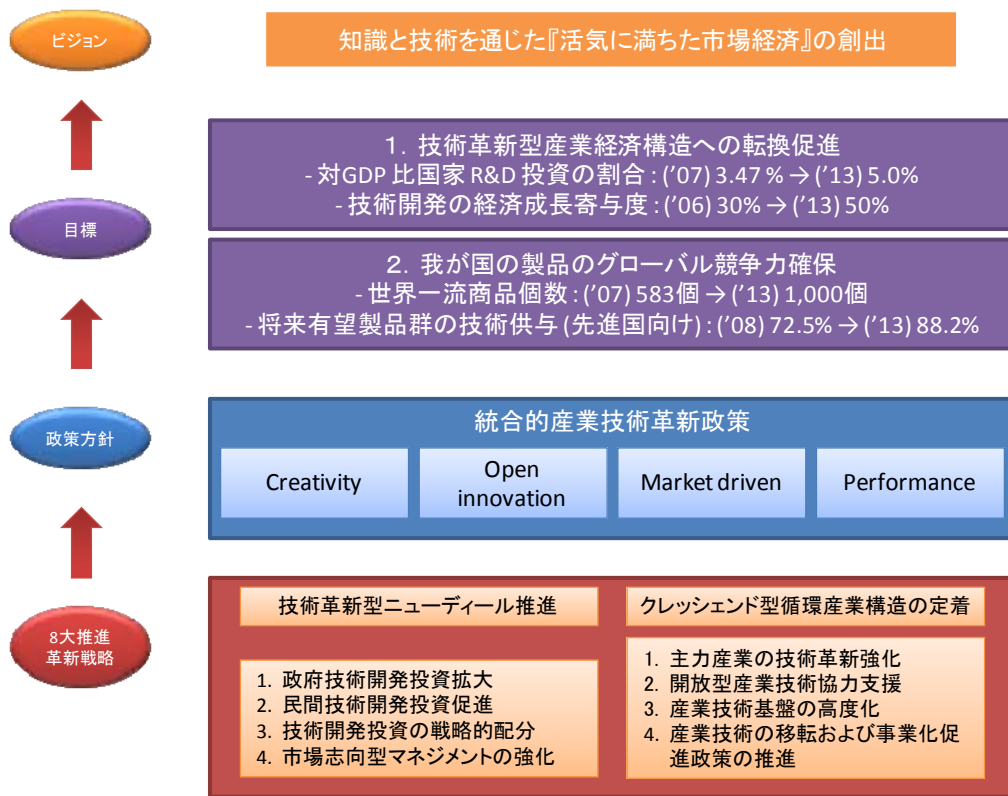 ビジョン
知識と技術を通じた『活気に満ちた市場経済』の創出
目標
1. 技術革新型産業経済構造への転換促進
- 対GDP 比国家 R&D 投資の割合 : ('07) 3.47 % → ('13) 5.0%
- 技術開発の経済成長寄与度 : ('06) 30% → ('13) 50%
2. 我が国の製品のグローバル競争力確保
- 世界一流商品個数 : ('07) 583個 → ('13) 1,000個
- 将来有望製品群の技術供与 (先進国向け) : ('08) 72.5% → ('13) 88.2%
政策方針
統合的産業技術革新政策
Creativity
Open
innovation
Market driven
Performance
8大推進
革新戦略
技術革新型ニューディール推進
1. 政府技術開発投資拡大
2. 民間技術開発投資促進
3. 技術開発投資の戦略的配分
4. 市場志向型マネジメントの強化
クレッシェンド型循環産業構造の定着
1. 主力産業の技術革新強化
2. 開放型産業技術協力支援
3. 産業技術基盤の高度化
4. 産業技術の移転および事業化促
進政策の推進